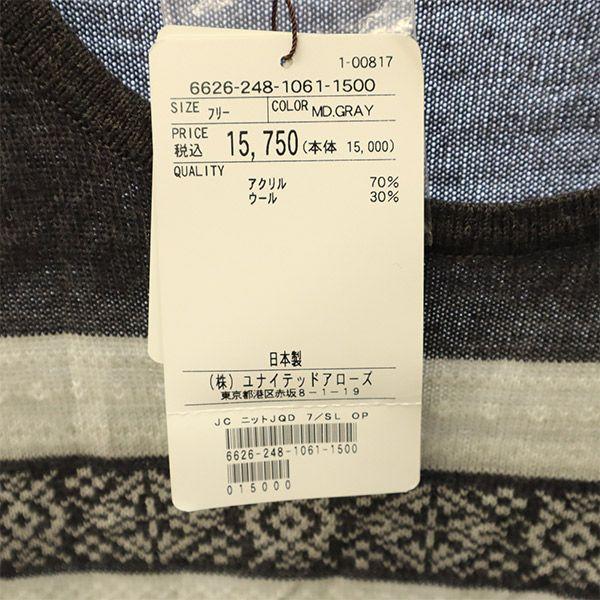 1-00817
6626-248-1061-1500
SIZE フリー COLOR MD.GRAY
PRICE
税込 15,750(本体 15,000)
QUALITY
アクリル 70%
ウール 30%
日本製
(株) ユナイテッドアローズ
東京都港区赤坂8-1-19
JC ニットJQD 7/SL OP
6626-248-1061-1500
015000